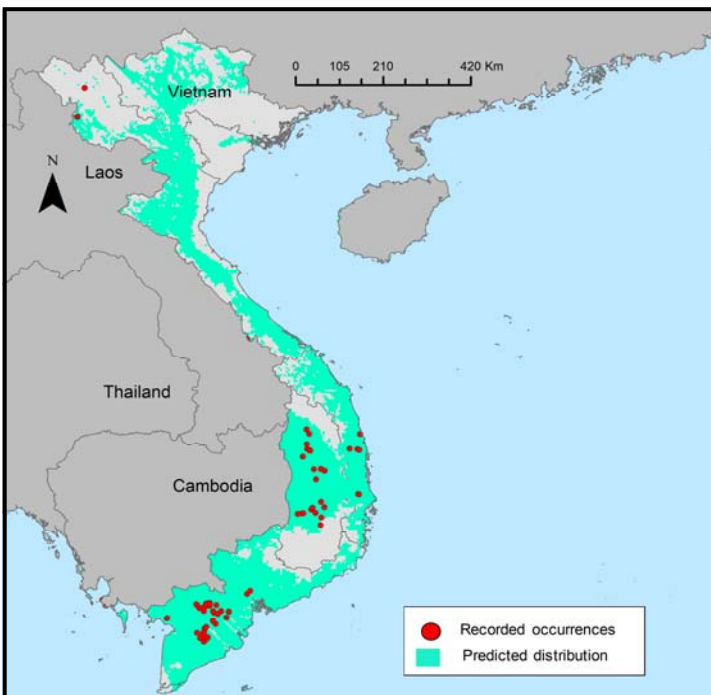 0 105 210 420 Km
Vietnam
N
Laos
Thailand
Cambodia
Recorded occurrences
Predicted distribution